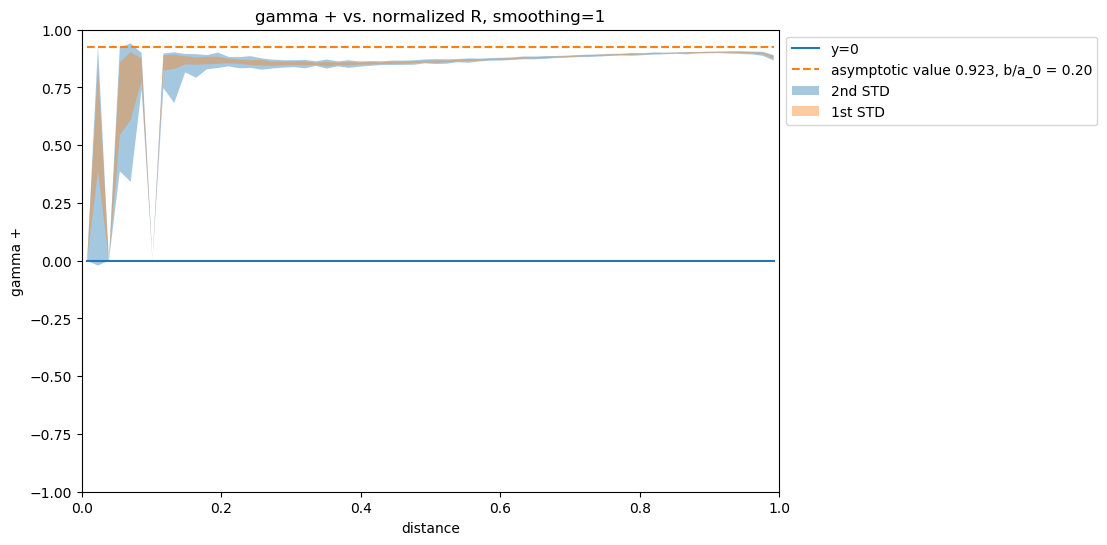 gamma + vs. normalized R, smoothing=1
1.00
0.75
0.50
0.25
0.00
−0.25
−0.50
−0.75
−1.00
gamma +
0.0 0.2 0.4 0.6 0.8 1.0
distance
y=0
asymptotic value 0.923, b/a_0 = 0.20
2nd STD
1st STD